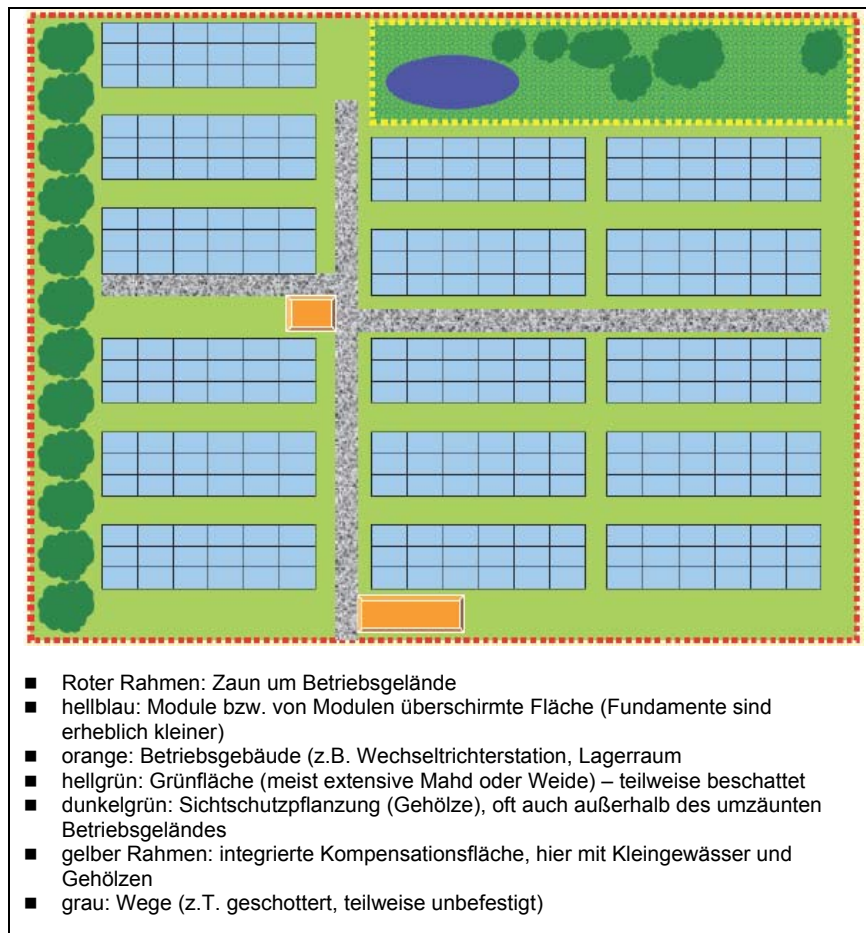 ■ Roter Rahmen: Zaun um Betriebsgelände
■ hellblau: Module bzw. von Modulen überschirmte Fläche (Fundamente sind
erheblich kleiner)
■ orange: Betriebsgebäude (z.B. Wechseltrichterstation, Lagerraum
■ hellgrün: Grünfläche (meist extensive Mahd oder Weide) – teilweise beschattet
■ dunkelgrün: Sichtschutzpflanzung (Gehölze), oft auch außerhalb des umzäunten
Betriebsgeländes
■ gelber Rahmen: integrierte Kompensationsfläche, hier mit Kleingewässer und
Gehölzen
■ grau: Wege (z.T. geschottert, teilweise unbefestigt)